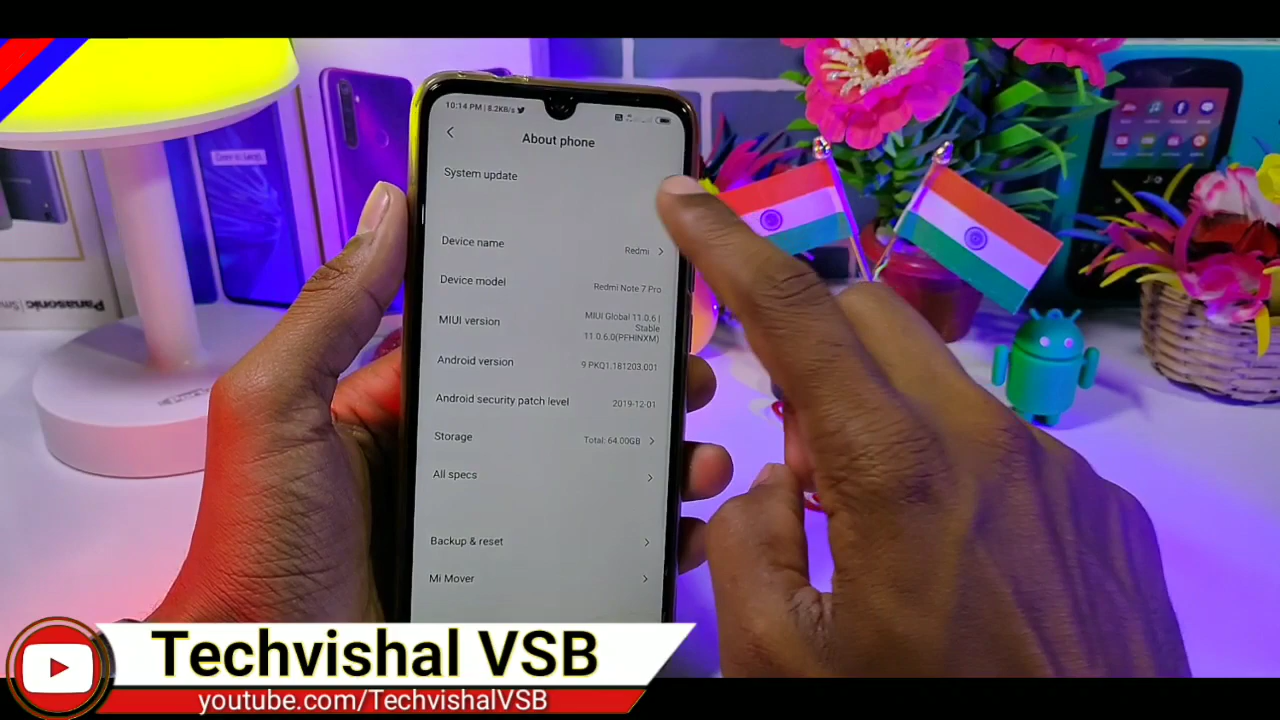 10:14 PM | 8.2KB/s
About phone
System update
Device name
Redmi
Device model
Redmi Note 7 Pro
MIUI version
MIUI Global 11.0.6 |
Stable
11.0.6.0(PFHINXM)
Android version
9 PKQ1.181203.001
Android security patch level
2019-12-01
Storage
Total: 64.00GB
All specs
Backup & reset
Mi Mover
Panasonic
Techvishal VSB
youtube.com/TechvishalVSB